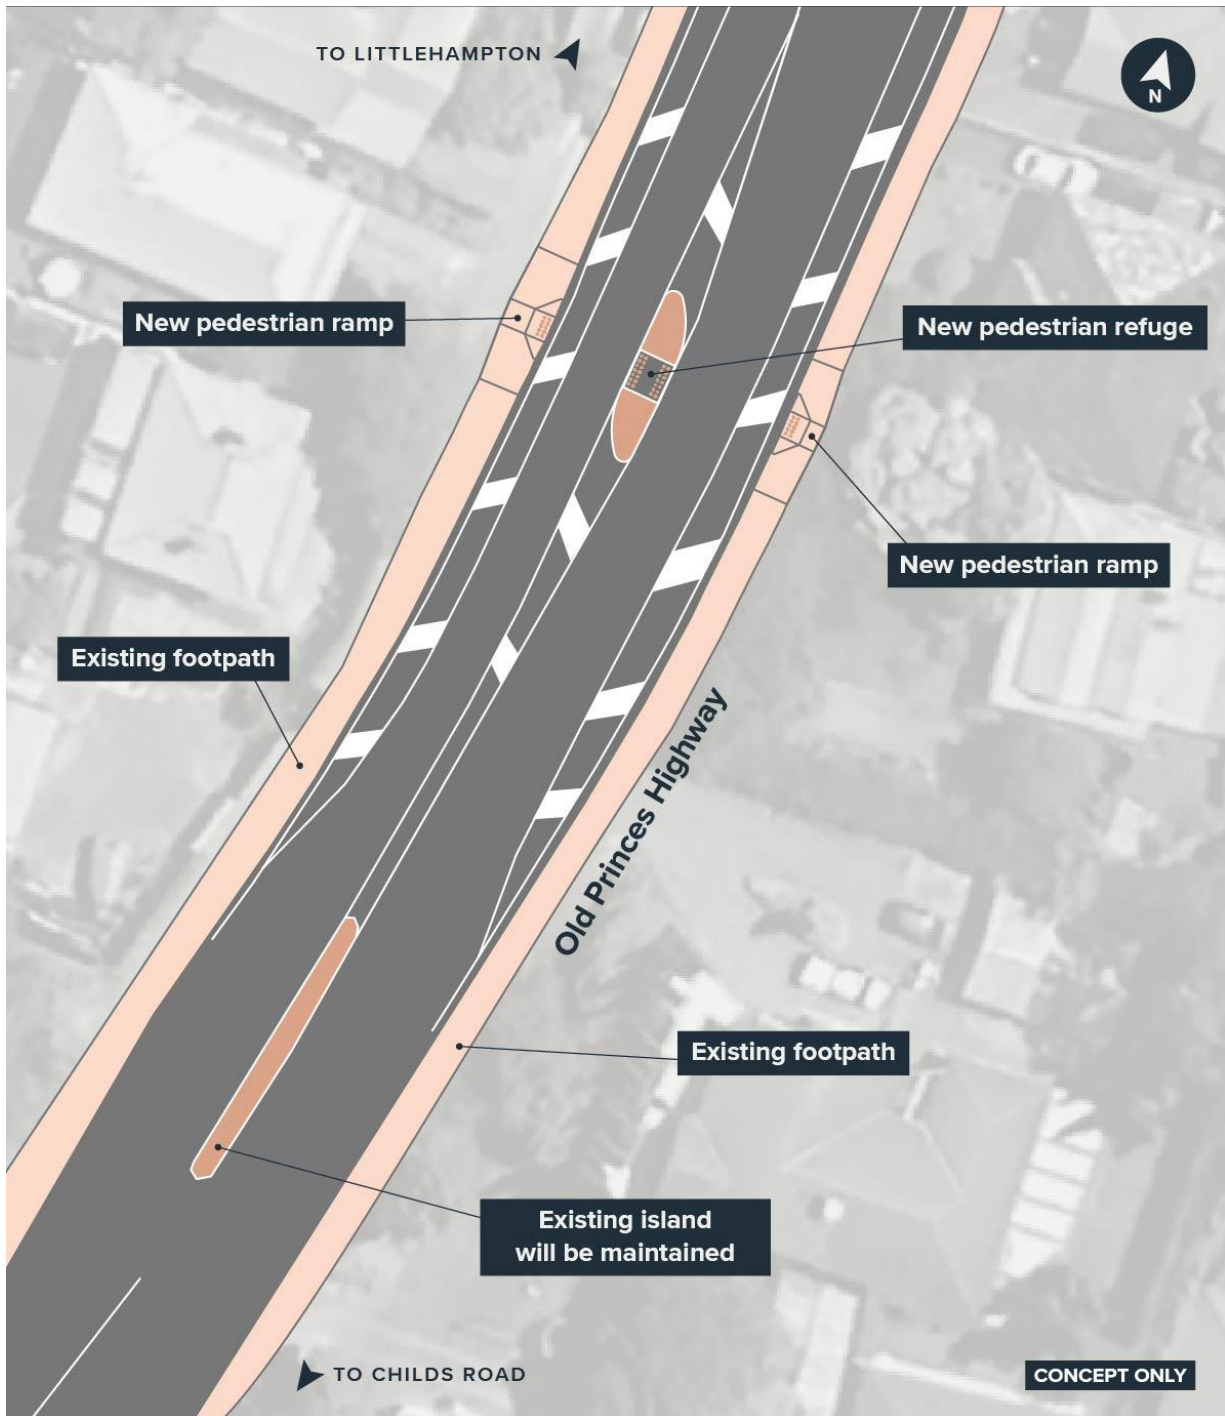 TO LITTLEHAMPTON
N
New pedestrian ramp
New pedestrian refuge
New pedestrian ramp
Existing footpath
Old Princes Highway
Existing footpath
Existing island
will be maintained
TO CHILDS ROAD
CONCEPT ONLY